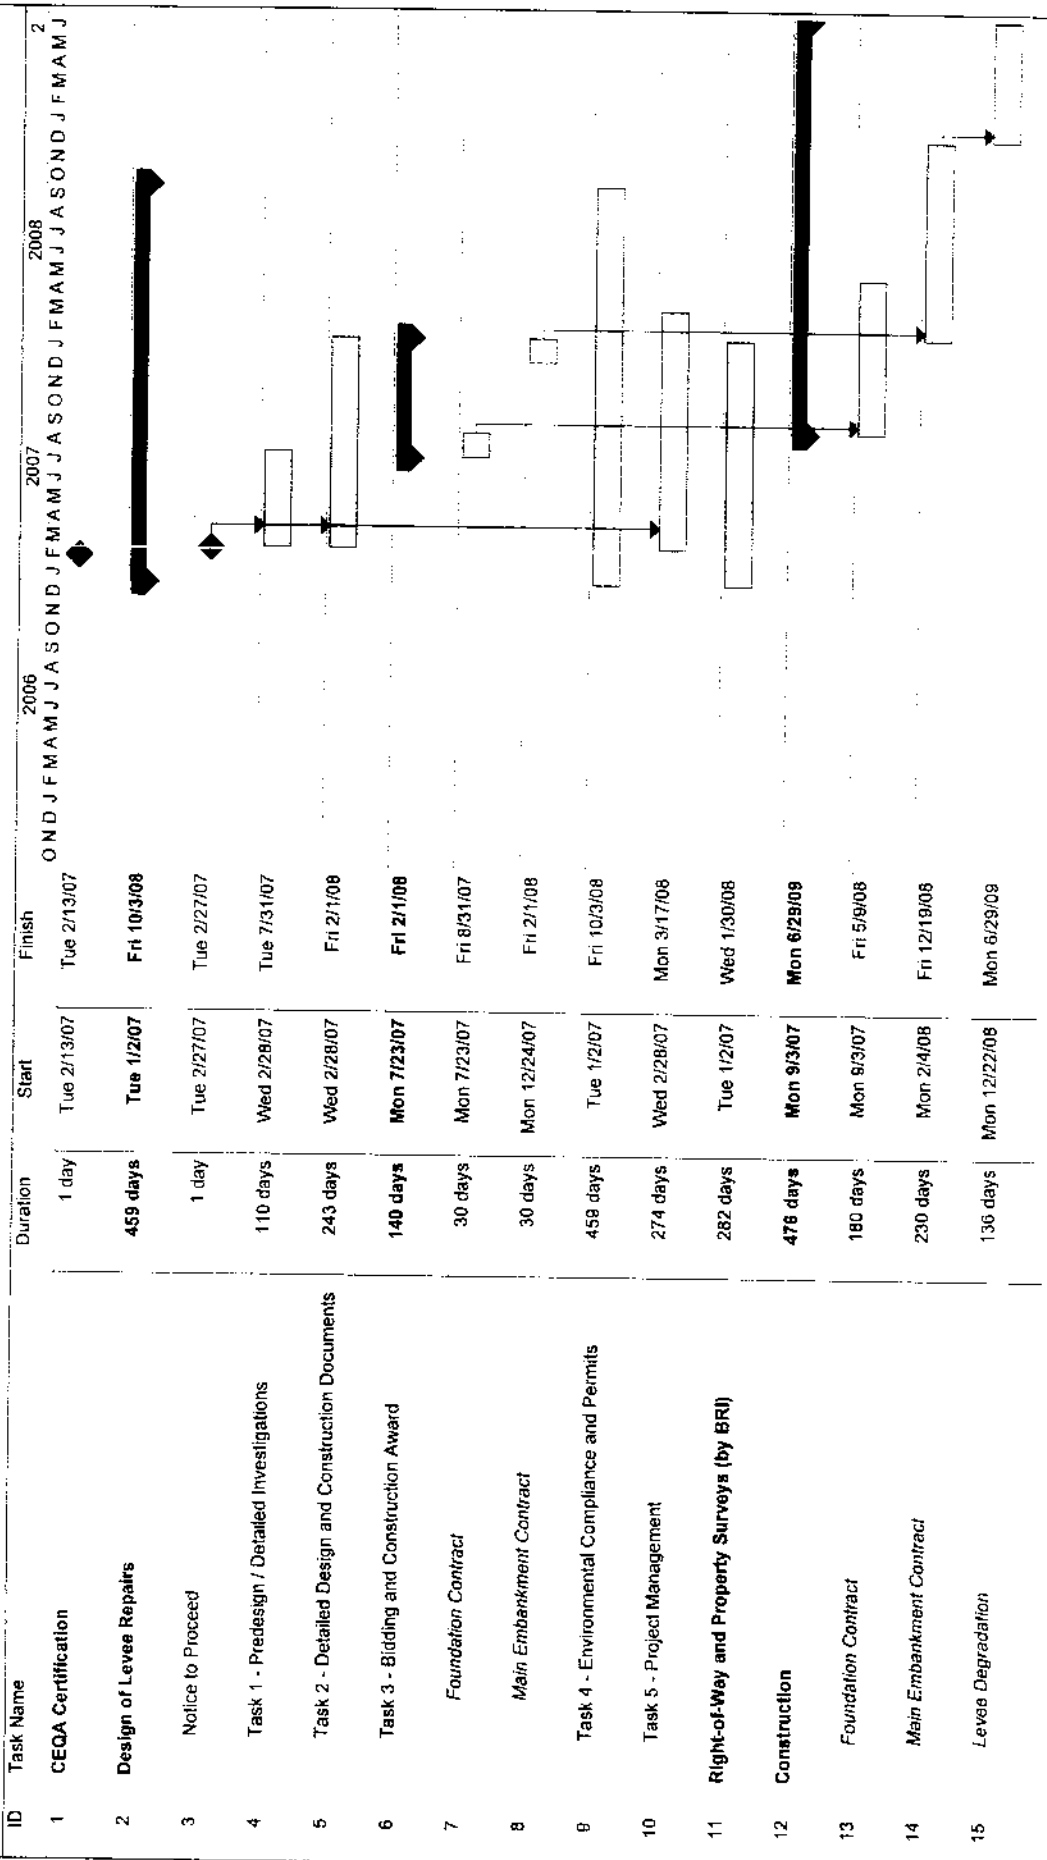 ID Task Name Duration Start Finish
2006 2007 2008 2
O N D J F M A M J J A S O N D J F M A M J J A S O N D J F M A M J J A S O N D J F M A M J
1 CEQA Certification 1 day Tue 2/13/07 Tue 2/13/07
2 Design of Levee Repairs 459 days Tue 1/2/07 Fri 10/3/08
3 Notice to Proceed 1 day Tue 2/27/07 Tue 2/27/07
4 Task 1 - Predesign / Detailed Investigations 110 days Wed 2/28/07 Tue 7/31/07
5 Task 2 - Detailed Design and Construction Documents 243 days Wed 2/28/07 Fri 2/1/08
6 Task 3 - Bidding and Construction Award 140 days Mon 7/23/07 Fri 2/1/08
7 Foundation Contract 30 days Mon 7/23/07 Fri 8/31/07
8 Main Embankment Contract 30 days Mon 12/24/07 Fri 2/1/08
9 Task 4 - Environmental Compliance and Permits 459 days Tue 1/2/07 Fri 10/3/08
10 Task 5 - Project Management 274 days Wed 2/28/07 Mon 3/17/08
11 Right-of-Way and Property Surveys (by BRI) 282 days Tue 1/2/07 Wed 1/30/08
12 Construction 476 days Mon 9/3/07 Mon 6/29/09
13 Foundation Contract 180 days Mon 9/3/07 Fri 5/9/08
14 Main Embankment Contract 230 days Mon 2/4/08 Fri 12/19/08
15 Levee Degradation 136 days Mon 12/22/08 Mon 6/29/09